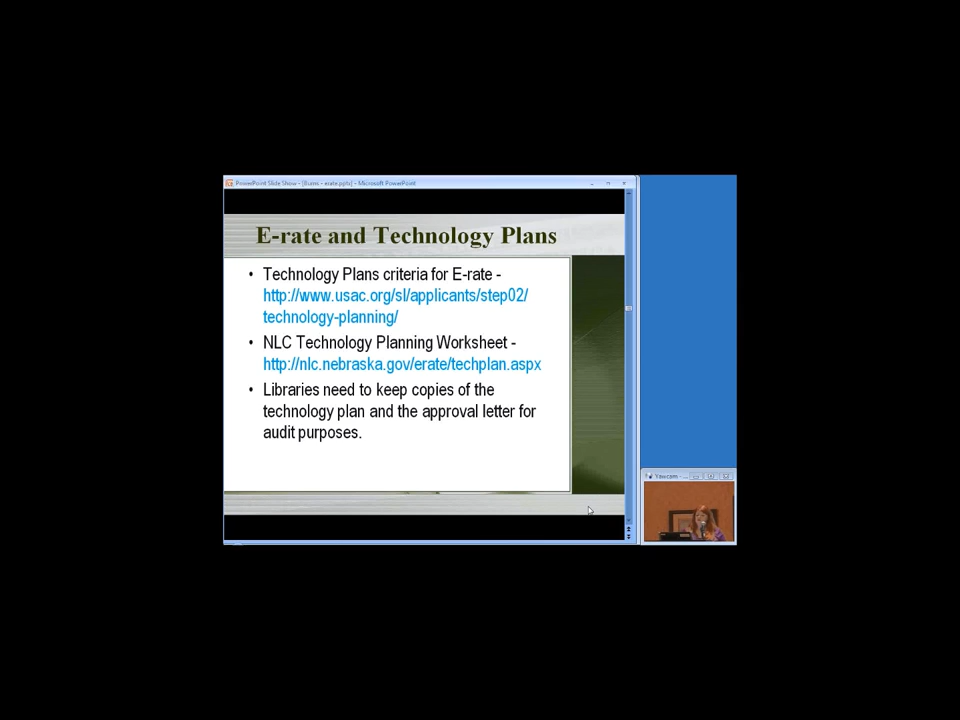 PowerPoint Slide Show - [Burns - erate.pptx] - Microsoft PowerPoint
E-rate and Technology Plans
• Technology Plans criteria for E-rate -
http://www.usac.org/sl/applicants/step02/
technology-planning/
• NLC Technology Planning Worksheet -
http://nlc.nebraska.gov/erate/techplan.aspx
• Libraries need to keep copies of the
technology plan and the approval letter for
audit purposes.
Yawcam - ...